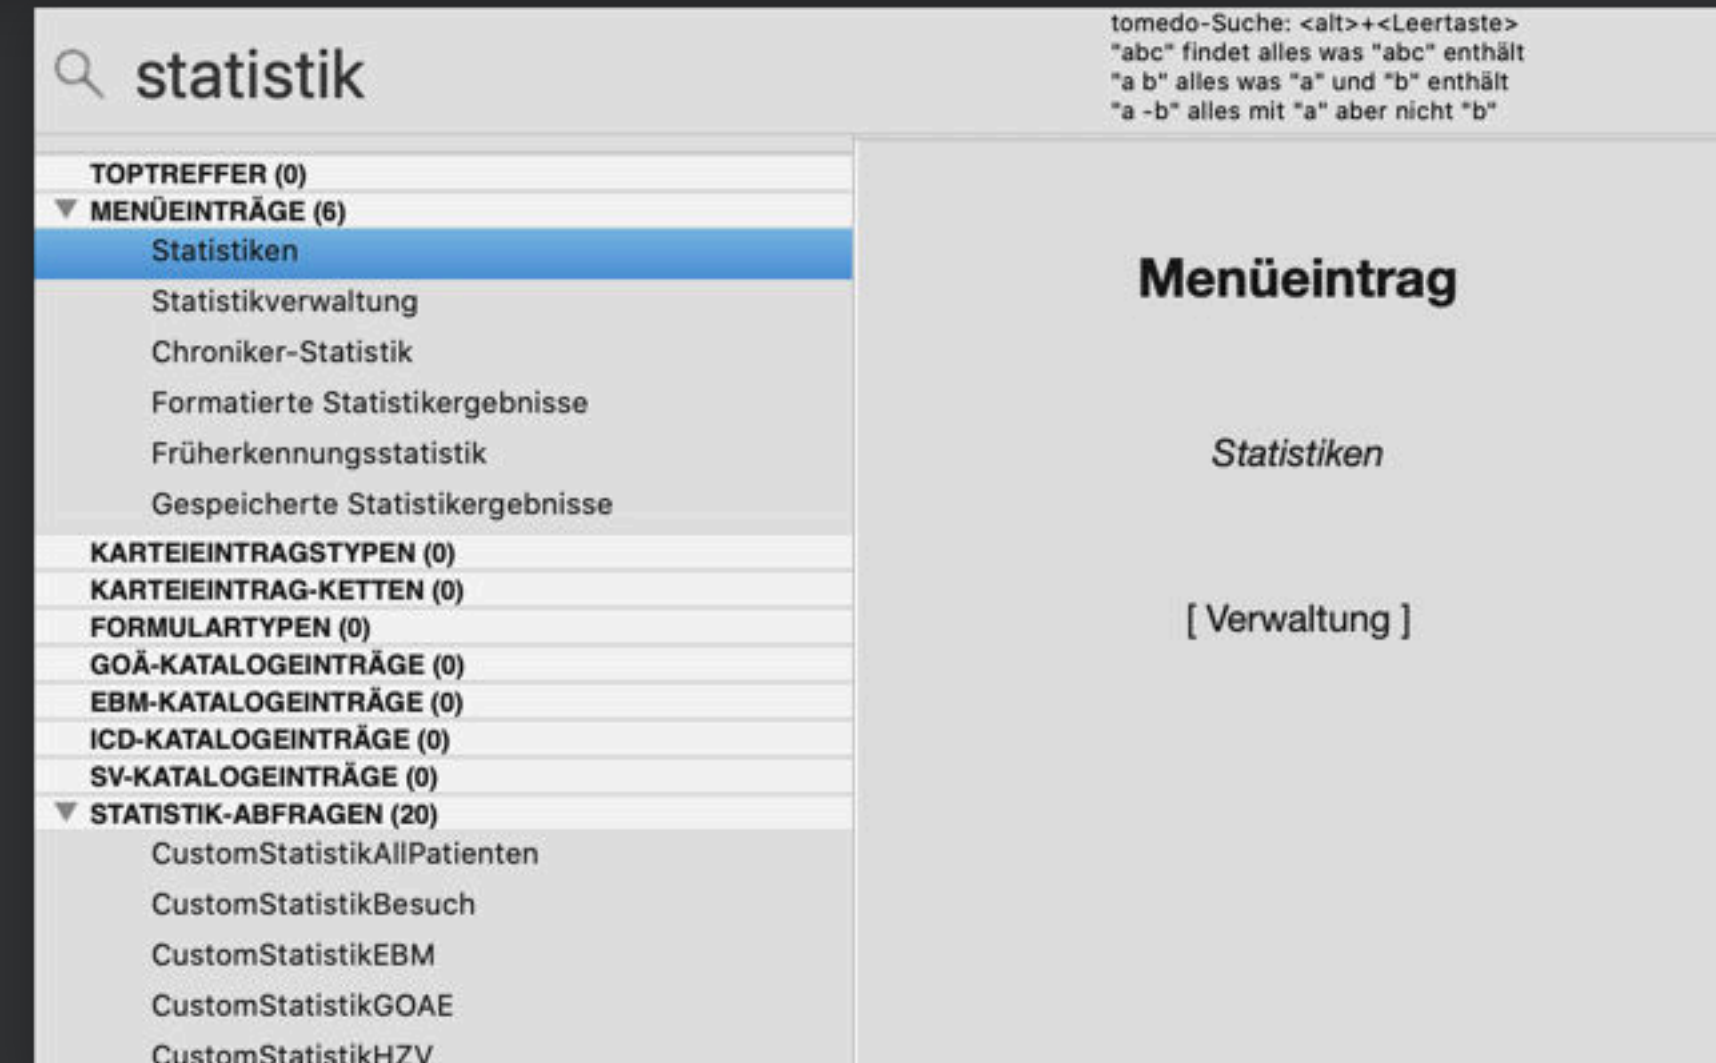 statistik
tomedo-Suche: <alt>+<Leertaste>
"abc" findet alles was "abc" enthält
"a b" alles was "a" und "b" enthält
"a -b" alles mit "a" aber nicht "b"
TOPTREFFER (0)
MENÜEINTRÄGE (6)
Statistiken
Statistikverwaltung
Chroniker-Statistik
Formatierte Statistikergebnisse
Früherkennungsstatistik
Gespeicherte Statistikergebnisse
KARTEIEINTRAGSTYPEN (0)
KARTEIEINTRAG-KETTEN (0)
FORMULARTYPEN (0)
GOÄ-KATALOGEINTRÄGE (0)
EBM-KATALOGEINTRÄGE (0)
ICD-KATALOGEINTRÄGE (0)
SV-KATALOGEINTRÄGE (0)
STATISTIK-ABFRAGEN (20)
CustomStatistikAllPatienten
CustomStatistikBesuch
CustomStatistikEBM
CustomStatistikGOAE
CustomStatistikHZV
Menüeintrag
Statistiken
[ Verwaltung ]